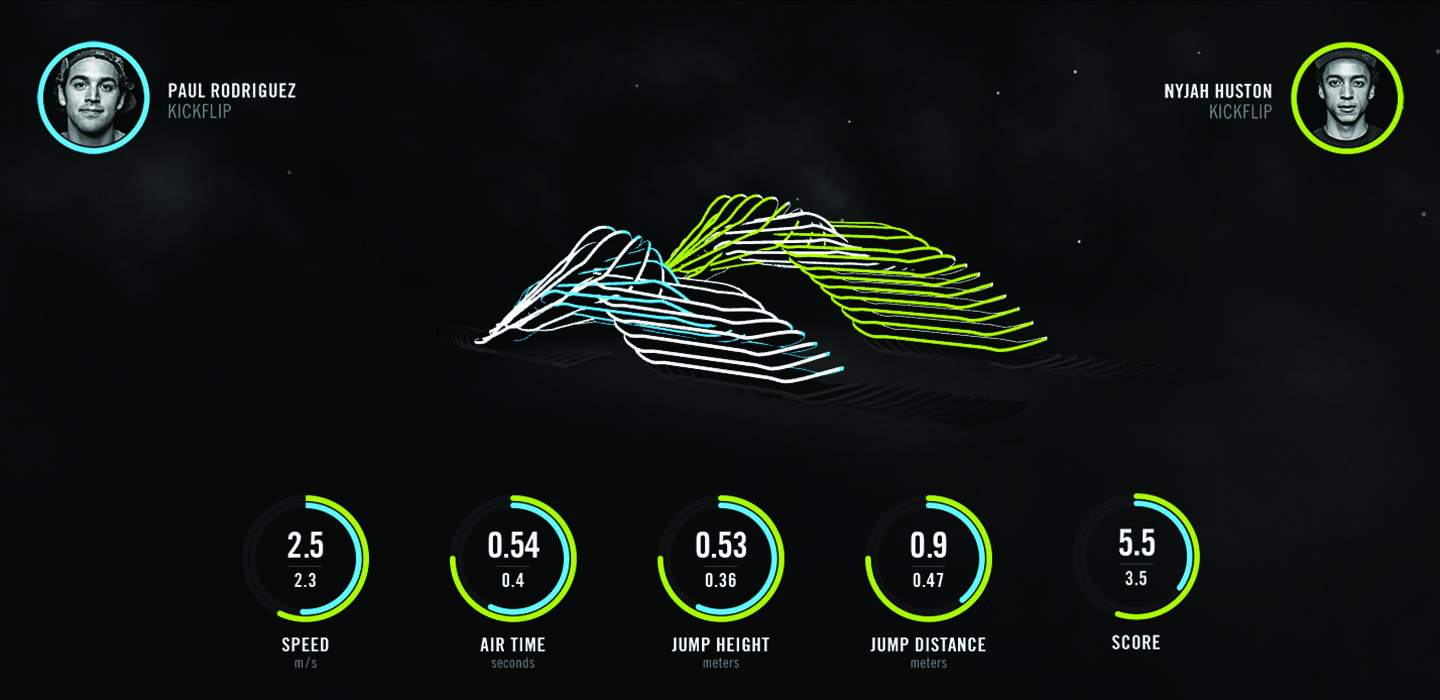 PAUL RODRIGUEZ
KICKFLIP
NYJAH HUSTON
KICKFLIP
2.5
2.3
SPEED
m/s
0.54
0.4
AIR TIME
seconds
0.53
0.36
JUMP HEIGHT
meters
0.9
0.47
JUMP DISTANCE
meters
5.5
3.5
SCORE